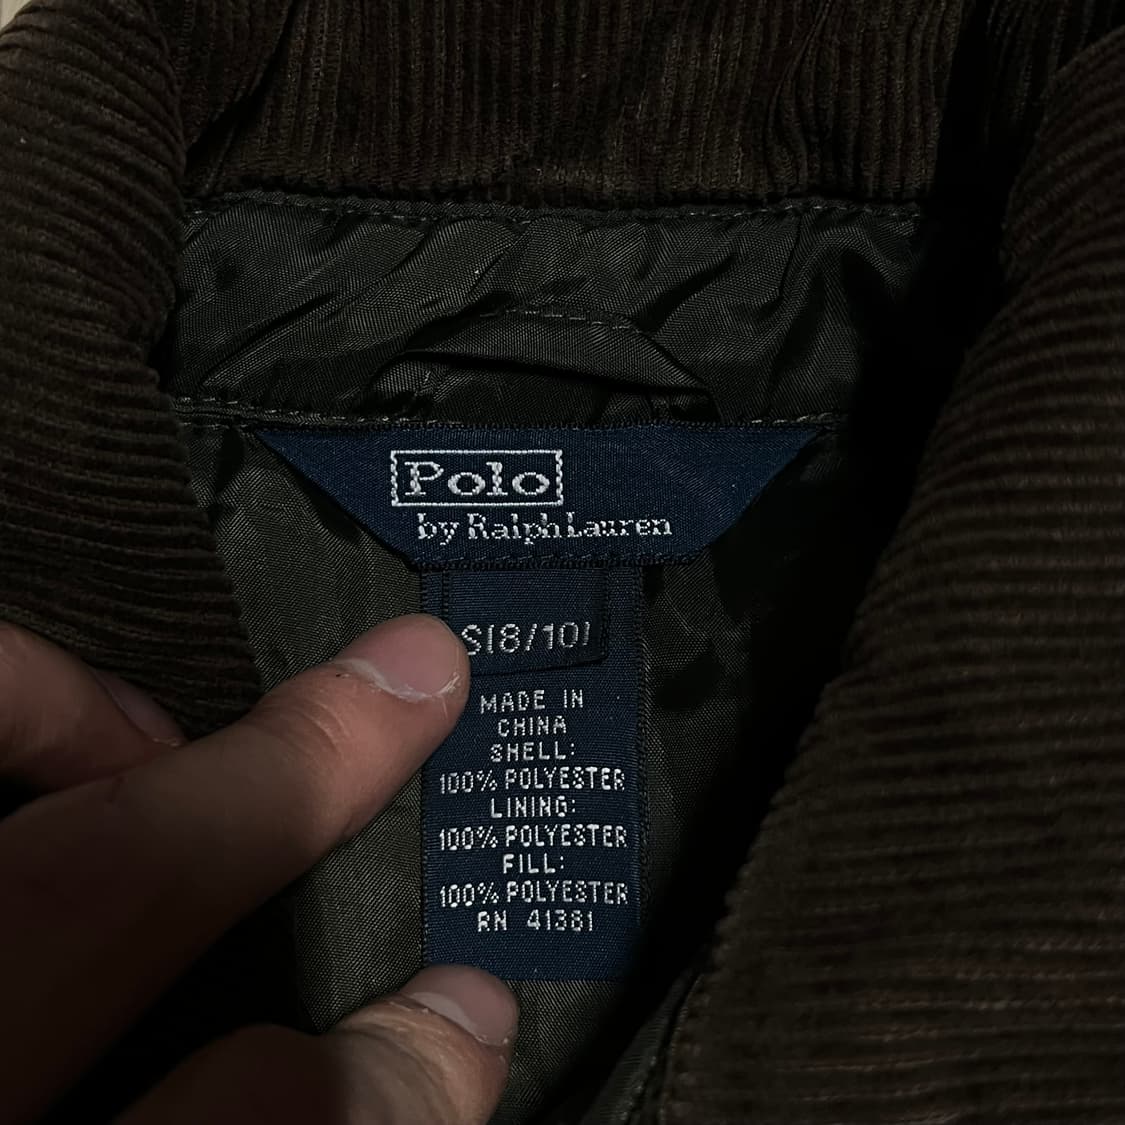 Polo
by Ralph Lauren
S(8/10)
MADE IN
CHINA
SHELL:
100% POLYESTER
LINING:
100% POLYESTER
FILL:
100% POLYESTER
RN 41381